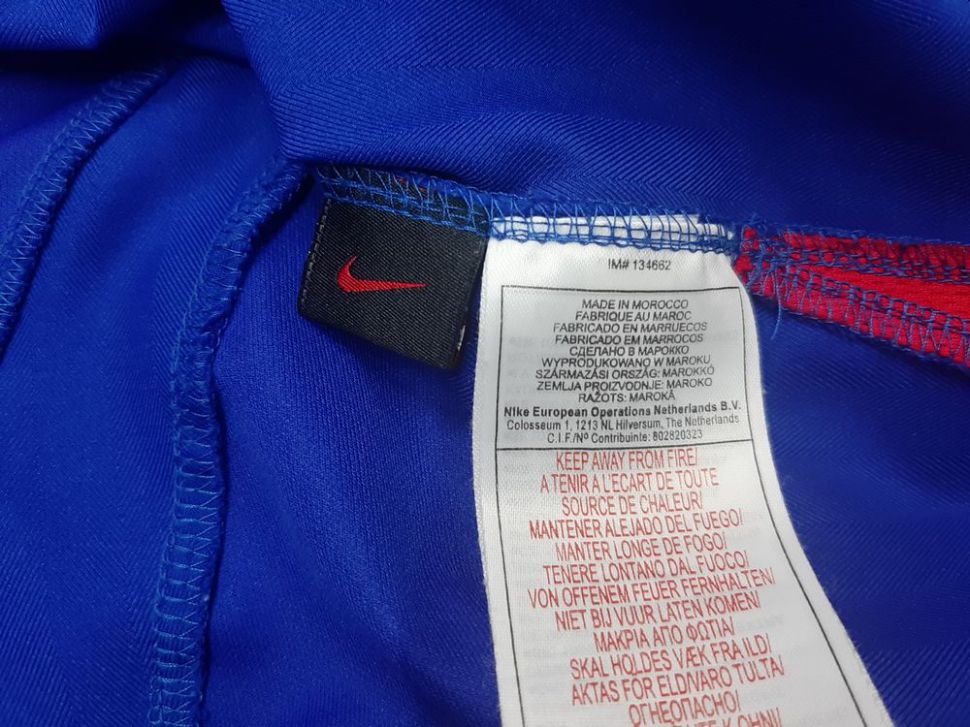 IM# 134662
MADE IN MOROCCO
FABRIQUE AU MAROC
FABRICADO EN MARRUECOS
FABRICADO EM MARROCOS
СДЕЛАНО В МАРОККО
WYPRODUKOWANO W MAROKU
SZÁRMAZÁSI ORSZÁG: MAROKKÓ
ZEMLJA PROIZVODNJE: MAROKO
RAŽOTS: MAROKĀ
Nike European Operations Netherlands B.V.
Colosseum 1, 1213 NL Hilversum, The Netherlands
C.I.F./Nº Contribuinte: 802820323
KEEP AWAY FROM FIRE/
A TENIR A L'ECART DE TOUTE
SOURCE DE CHALEUR/
MANTENER ALEJADO DEL FUEGO/
MANTER LONGE DE FOGO/
TENERE LONTANO DAL FUOCO/
VON OFFENEM FEUER FERNHALTEN/
NIET BIJ VUUR LATEN KOMEN/
ΜΑΚΡΙΑ ΑΠΟ ΦΩΤΙΑ/
SKAL HOLDES VÆK FRA ILD/
AKTAS FÖR ELDIVARO TULTA/
ОГНЕОПАСНО/